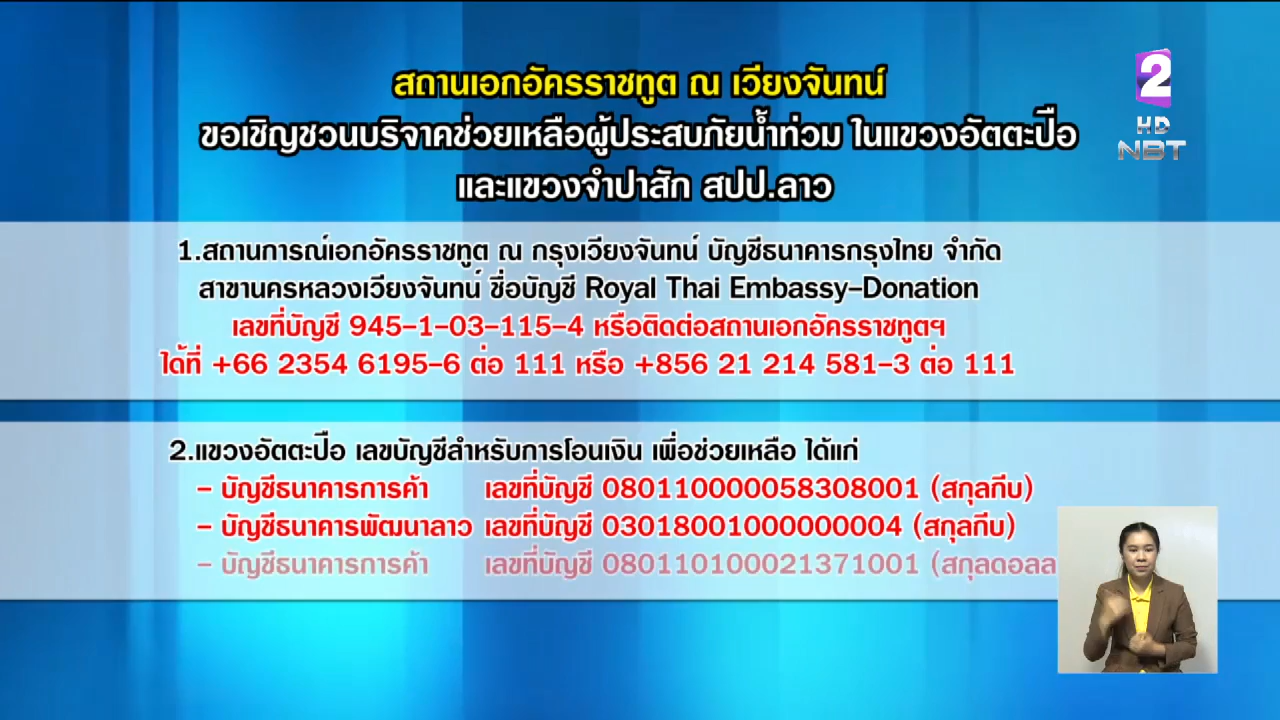 สถานเอกอัครราชทูต ณ เวียงจันทน์
ขอเชิญชวนบริจาคช่วยเหลือผู้ประสบภัยน้ำท่วม ในแขวงอัตตะปือ
และแขวงจำปาสัก สปป.ลาว
2
HD
NBT
1.สถานการณ์เอกอัครราชทูต ณ กรุงเวียงจันทน์ บัญชีธนาคารกรุงไทย จำกัด
สาขานครหลวงเวียงจันทน์ ชื่อบัญชี Royal Thai Embassy-Donation
เลขที่บัญชี 945-1-03-115-4 หรือติดต่อสถานเอกอัครราชทูตฯ
ได้ที่ +66 2354 6195-6 ต่อ 111 หรือ +856 21 214 581-3 ต่อ 111
2.แขวงอัตตะปือ เลขบัญชีสำหรับการโอนเงิน เพื่อช่วยเหลือ ได้แก่
- บัญชีธนาคารการค้า เลขที่บัญชี 080110000058308001 (สกุลกีบ)
- บัญชีธนาคารพัฒนาลาว เลขที่บัญชี 03018001000000004 (สกุลกีบ)
- บัญชีธนาคารการค้า เลขที่บัญชี 080110100021371001 (สกุลดอลล